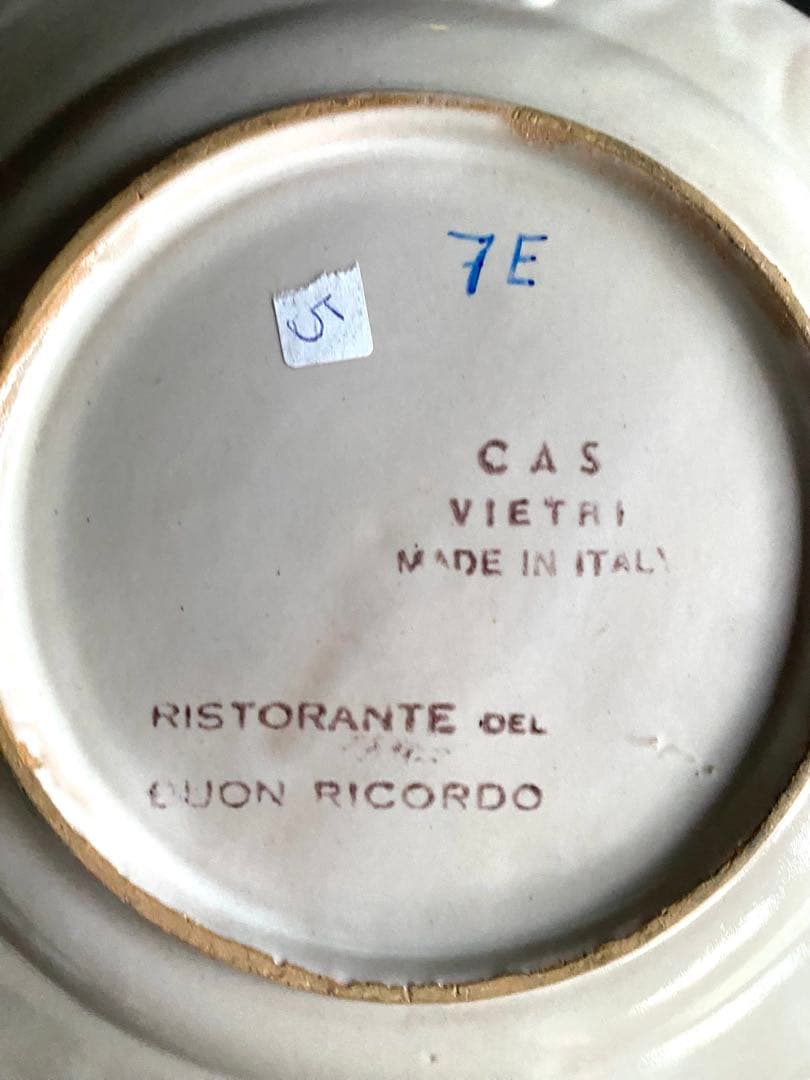 7E
5
CAS
VIETRI
MADE IN ITALY
RISTORANTE DEL
BUON RICORDO